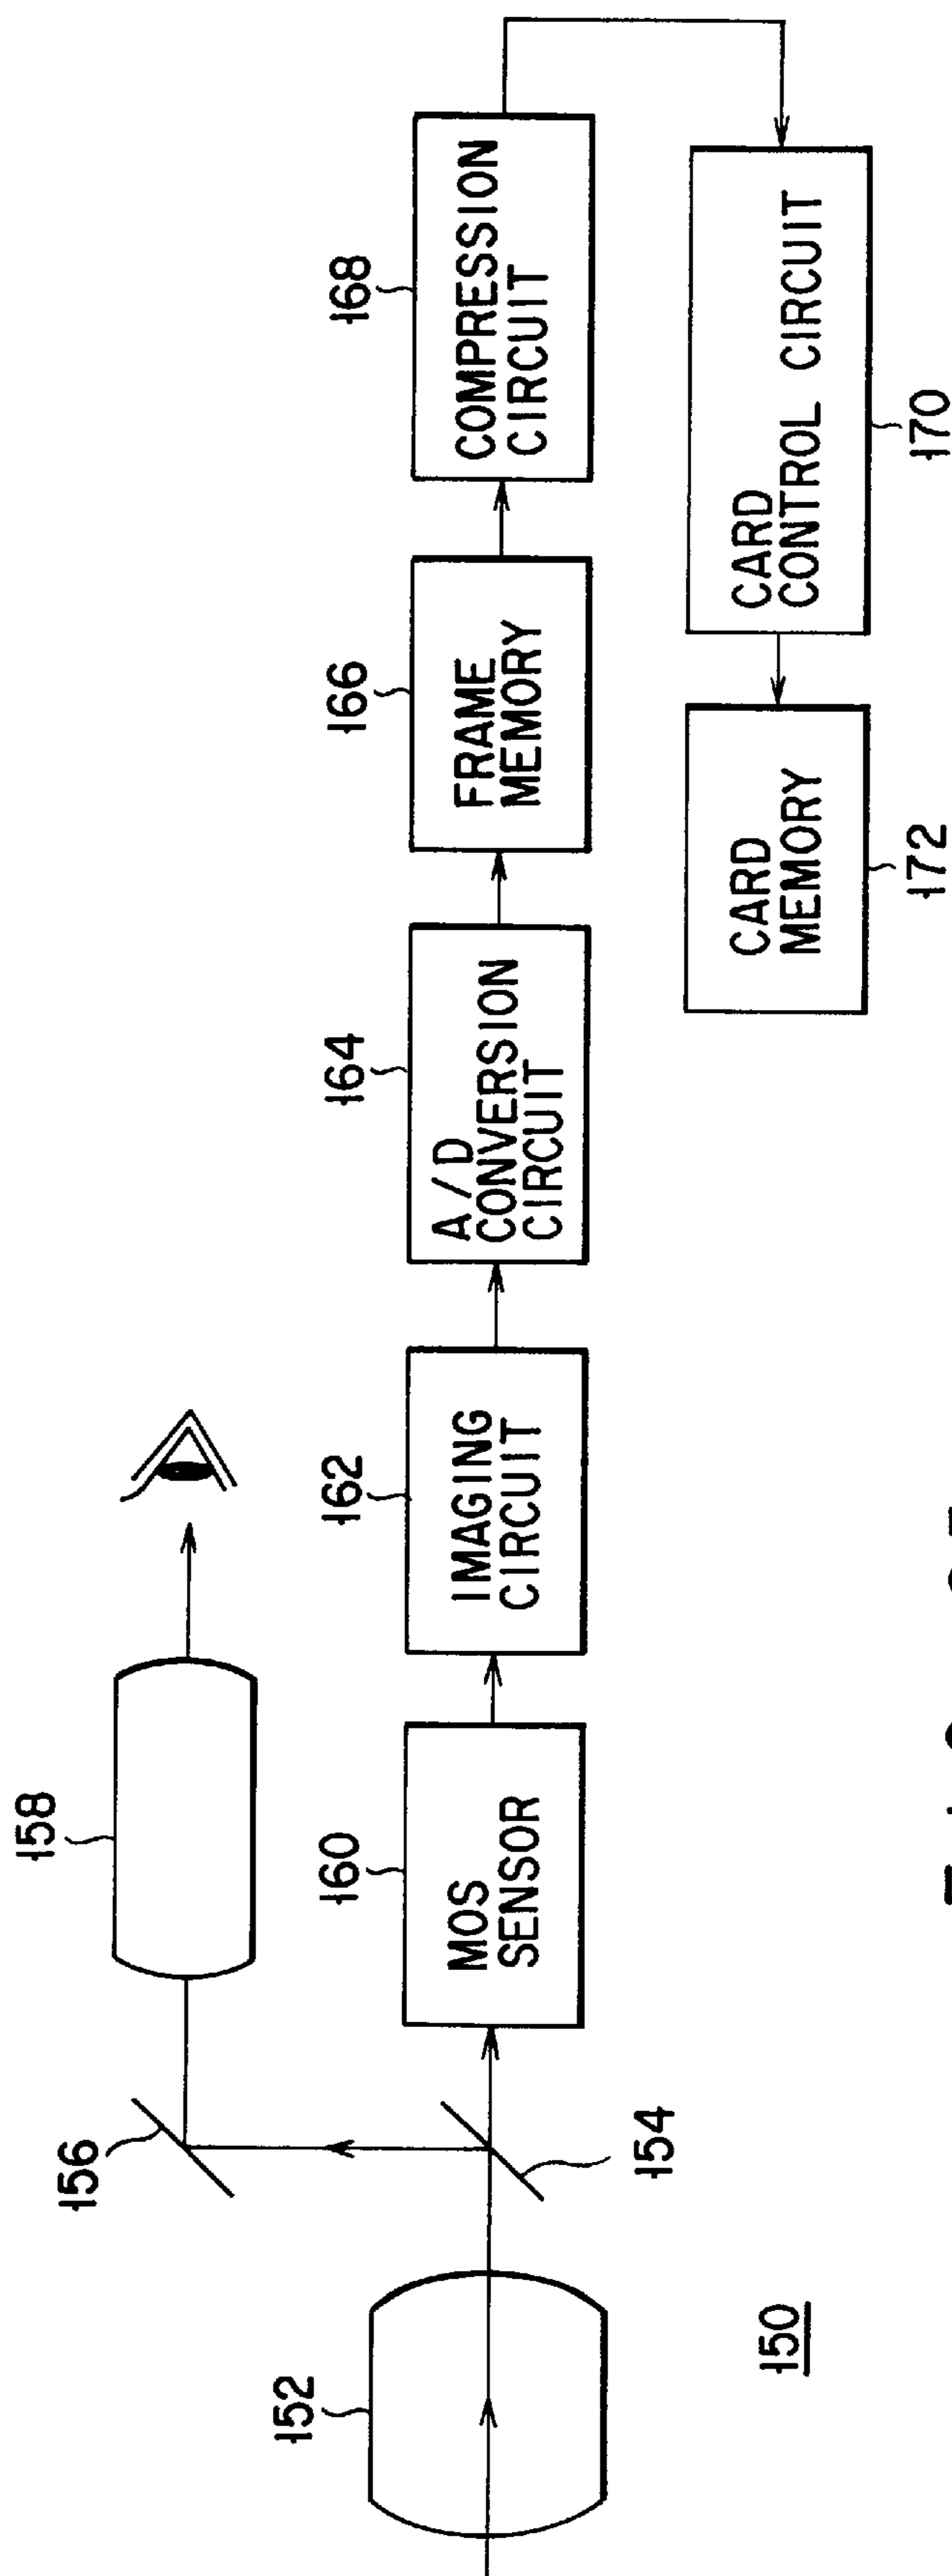 158
156
152
154
150
160
MOS
SENSOR
162
IMAGING
CIRCUIT
164
A/D
CONVERSION
CIRCUIT
166
FRAME
MEMORY
168
COMPRESSION
CIRCUIT
CARD
MEMORY
172
CARD
CONTROL CIRCUIT
170